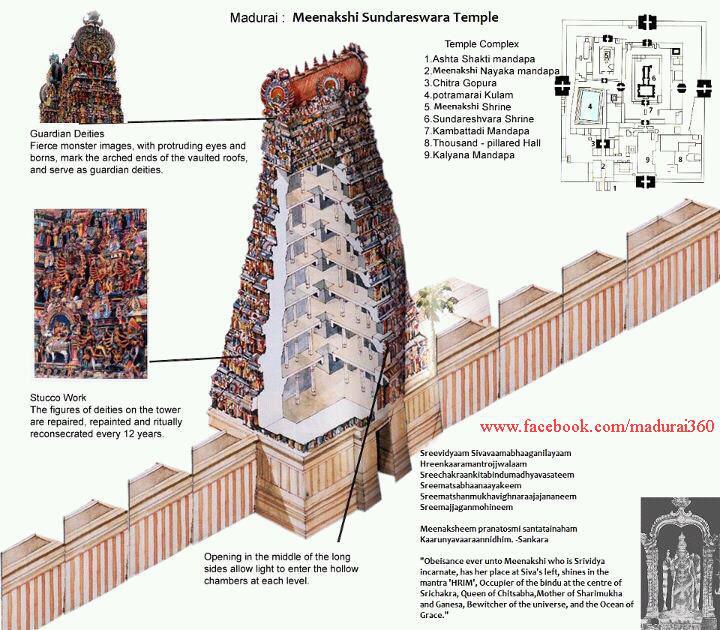 Madurai : Meenakshi Sundareswara Temple
Temple Complex
1.Ashta Shakti mandapa
2.Meenakshi Nayaka mandapa
3.Chitra Gopura
4.potramarai Kulam
5 Meenakshi Shrine
6.Sundareshvara Shrine
7.Kambattadi Mandapa
8.Thousand - pillared Hall
9.Kalyana Mandapa
5
6
4
7
3
9
8
2
1
Guardian Deities
Fierce monster images, with protruding eyes and
borns, mark the arched ends of the vaulted roofs,
and serve as guardian deities.
Stucco Work
The figures of deities on the tower
are repaired, repainted and ritually
reconsecrated every 12 years.
Opening in the middle of the long
sides allow light to enter the hollow
chambers at each level.
www.facebook.com/madurai360
Sreevidyaam Sivavaamabhaaganilayaam
Hreenkaaramantrojjwalaam
Sreechakraankitabindumadhyavasateem
Sreematsabhaanaayakeem
Sreematshanmukhavighnaraajajananeem
Sreemajjaganmohineem
Meenaksheem pranatosmi santatainaham
Kaarunyavaaraannidhim. -Sankara
"Obeisance ever unto Meenakshi who is Srividya
incarnate, has her place at Siva's left, shines in the
mantra 'HRIM', Occupier of the bindu at the centre of
Srichakra, Queen of Chitsabha,Mother of Sharimukha
and Ganesa, Bewitcher of the universe, and the Ocean of
Grace."